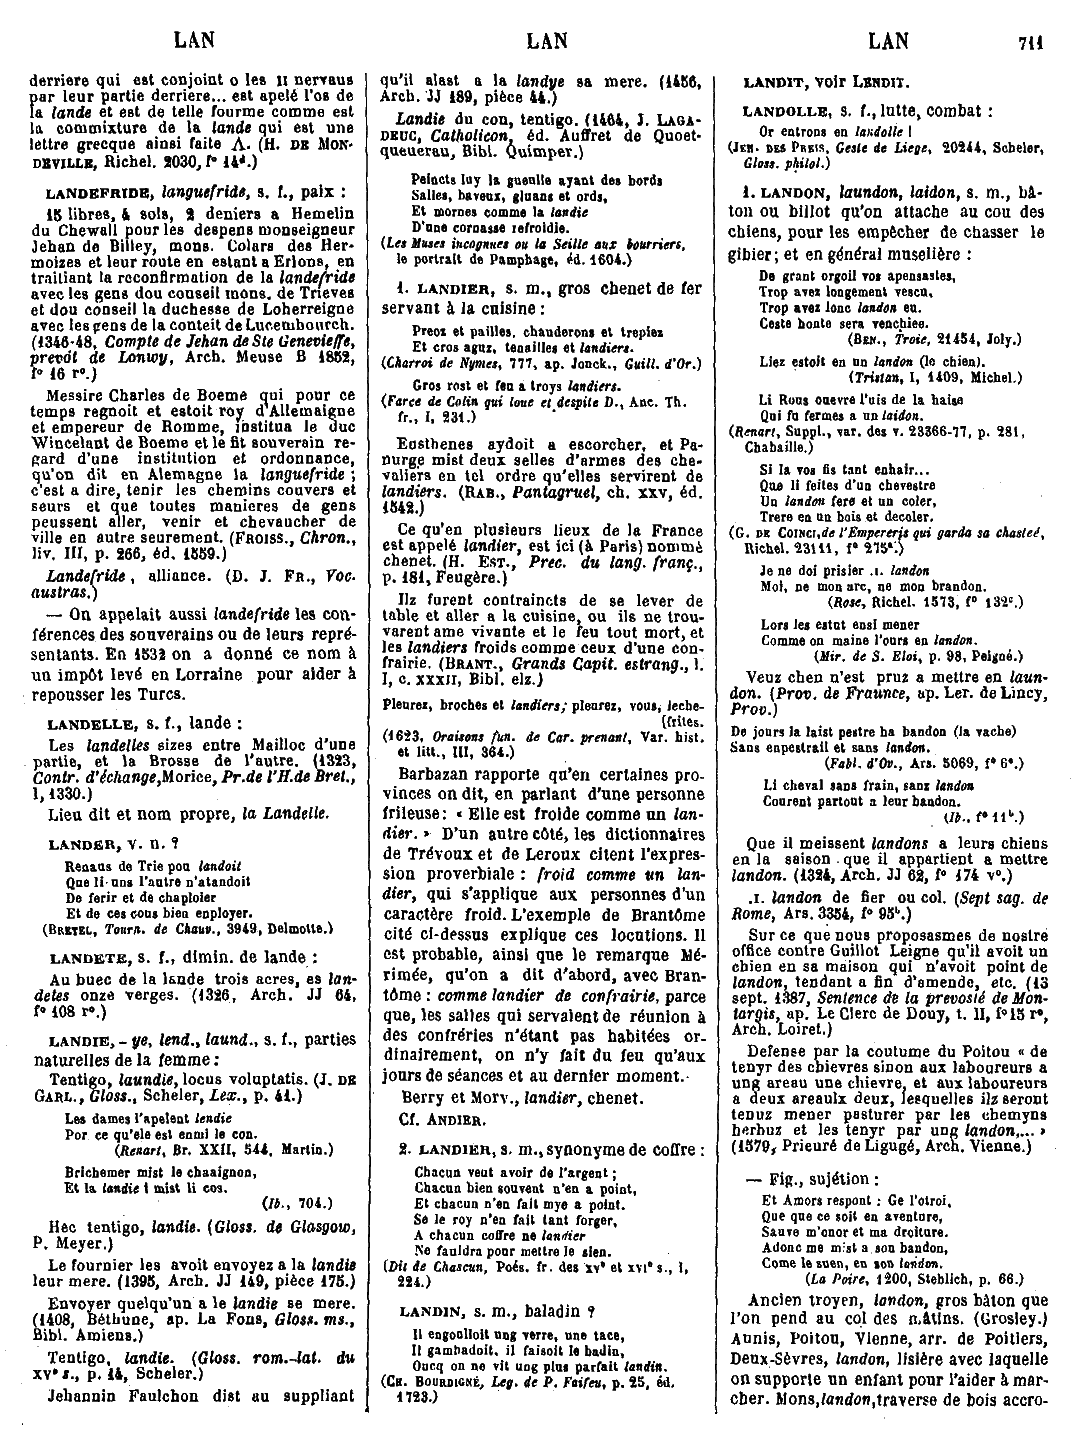 LAN
LAN
LAN
711
derriere qui est conjoint o les II nervaus
par leur partie derriere... est apelé l'os de
la lande et est de telle fourme comme est
la commixture de la lande qui est une
lettre grecque ainsi faite Λ. (H. DE MON-
DEVILLE, Richel. 2030, f° 14ᵈ.)
LANDEFRIDE, languefride, s. f., paix :
15 libres, 4 sols, 2 deniers a Hemelin
du Chewall pour les despens monseigneur
Jehan de Billey, mons. Colars des Her-
moizes et leur route en estant a Erlons, en
traitiant la reconfirmation de la landefride
avec les gens dou conseil mons. de Trieves
et dou conseil la duchesse de Loherreigne
avec les gens de la conteit de Lucembourch.
(1346-48, Compte de Jehan de Ste Genevieffe,
prevôt de Lonwy, Arch. Meuse B 1852,
f° 16 r°.)
Messire Charles de Boeme qui pour ce
temps regnoit et estoit roy d'Allemaigne
et empereur de Romme, institua le duc
Wincelant de Boeme et le fit souverain re-
gard d'une institution et ordonnance,
qu'on dit en Alemagne la languefride ;
c'est a dire, tenir les chemins couvers et
seurs et que toutes manieres de gens
peussent aller, venir et chevaucher de
ville en autre seurement. (FROISS., Chron.,
liv. III, p. 266, éd. 1559.)
Landefride, alliance. (D. J. FR., Voc.
austras.)
— On appelait aussi landefride les con-
férences des souverains ou de leurs repré-
sentants. En 1532 on a donné ce nom à
un impôt levé en Lorraine pour aider à
repousser les Turcs.
LANDELLE, s. f., lande :
Les landelles sizes entre Mailloc d'une
partie, et la Brosse de l'autre. (1323,
Contr. d'échange, Morice, Pr. de l'H. de Bret.,
I, 1330.)
Lieu dit et nom propre, la Landelle.
LANDER, v. n. ?
Renaus de Trie pou landoit
Que li uns l'autre n'atandoit
De ferir et de chaploier
Et de ces cous bien enployer.
(BRETEL, Tourn. de Chauv., 3949, Delmotte.)
LANDETE, s. f., dimin. de lande :
Au buec de la lande trois acres, es lan-
detes onze verges. (1326, Arch. JJ 64,
f° 108 r°.)
LANDIE, - ye, lend., laund., s. f., parties
naturelles de la femme :
Tentigo, laundie, locus voluptatis. (J. DE
GARL., Gloss., Scheler, Lex., p. 41.)
Les dames l'apelent lendie
Por ce qu'ele est enmi le con.
(Renart, Br. XXII, 544, Martin.)
Brichemer mist le chaaignon,
Et la landie i mist li cos.
(Ib., 704.)
Hec tentigo, landie. (Gloss. de Glasgow,
P. Meyer.)
Le fournier les avoit envoyez a la landie
leur mere. (1395, Arch. JJ 149, pièce 175.)
Envoyer quelqu'un a le landie se mere.
(1408, Béthune, ap. La Fons, Gloss. ms.,
Bibl. Amiens.)
Tentigo, landie. (Gloss. rom.-lat. du
XVᵉ s., p. 14, Scheler.)
Jehannin Faulchon dist au suppliant
qu'il alast a la landye sa mere. (1456,
Arch. JJ 189, pièce 44.)
Landie du con, tentigo. (1464, J. LAGA-
DEUC, Catholicon, éd. Auffret de Quoet-
queuerau, Bibl. Quimper.)
Peincts luy la gueulle ayant des bords
Salles, baveux, gluans et ords,
Et mornes comme la landie
D'une cornasse refroidie.
(Les Muses incognues ou la Seille aux bourriers,
le portrait de Pamphage, éd. 1604.)
1. LANDIER, s. m., gros chenet de fer
servant à la cuisine :
Preoz et pailles, chauderons et trepiez
Et cros aguz, tenailles et landiers.
(Charroi de Nymes, 777, ap. Jonck., Guill. d'Or.)
Gros rost et feu a troys landiers.
(Farce de Colin qui loue et despite D., Anc. Th.
fr., I, 231.)
Eusthenes aydoit a escorcher, et Pa-
nurge mist deux selles d'armes des che-
valiers en tel ordre qu'elles servirent de
landiers. (RAB., Pantagruel, ch. XXV, éd.
1542.)
Ce qu'en plusieurs lieux de la France
est appelé landier, est ici (à Paris) nommé
chenet. (H. EST., Prec. du lang. franç.,
p. 181, Feugère.)
Ilz furent contraincts de se lever de
table et aller a la cuisine, ou ils ne trou-
varent ame vivante et le feu tout mort, et
les landiers froids comme ceux d'une con-
frairie. (BRANT., Grands Capit. estrang., l.
I, c. XXXII, Bibl. elz.)
Pleurez, broches et landiers; pleurez, vous, leche-
(frites.
(1623, Oraisons fun. de Car. prenant, Var. hist.
et litt., III, 364.)
Barbazan rapporte qu'en certaines pro-
vinces on dit, en parlant d'une personne
frileuse: « Elle est froide comme un lan-
dier. » D'un autre côté, les dictionnaires
de Trévoux et de Leroux citent l'expres-
sion proverbiale : froid comme un lan-
dier, qui s'applique aux personnes d'un
caractère froid. L'exemple de Brantôme
cité ci-dessus explique ces locutions. Il
est probable, ainsi que le remarque Mé-
rimée, qu'on a dit d'abord, avec Bran-
tôme : comme landier de confrairie, parce
que, les salles qui servaient de réunion à
des confréries n'étant pas habitées or-
dinairement, on n'y fait du feu qu'aux
jours de séances et au dernier moment.
Berry et Morv., landier, chenet.
Cf. ANDIER.
2. LANDIER, s. m., synonyme de coffre :
Chacun veut avoir de l'argent ;
Chacun bien souvent n'en a point,
Et chacun n'en fait mye a point.
Se le roy n'en fait tant forger,
A chacun coffre ne landier
Ne fauldra pour mettre le sien.
(Dit de Chascun, Poés. fr. des XVᵉ et XVIᵉ s., I,
224.)
LANDIN, s. m., baladin ?
Il engoulloit ung verre, une tace,
Il gambadoit, il faisoit le badin,
Oucq on ne vit uog plus parfait landin.
(CH. BOURDIGNÉ, Leg. de P. Faifeu, p. 25, éd.
1723.)
LANDIT, voir LENDIT.
LANDOLLE, s. f., lutte, combat :
Or entrons en landolle !
(JEH. DES PREIS, Geste de Liege, 20244, Scheler,
Gloss. philol.)
1. LANDON, laundon, laidon, s. m., bâ-
ton ou billot qu'on attache au cou des
chiens, pour les empêcher de chasser le
gibier ; et en général muselière :
De grant orgoil vos apensastes,
Trop avez longement vescu,
Trop avez lonc landon eu.
Ceste honte sera venchiee.
(BEN., Troie, 21454, Joly.)
Liez estoit en un landon (le chien).
(Tristan, I, 1409, Michel.)
Li Rous ouevre l'uis de la haise
Qui fu fermes a un laidon.
(Renart, Suppl., var. des v. 23366-77, p. 281,
Chabaille.)
Si la vos fis tant enhair...
Que li feites d'un chevestre
Un landon fere et un coler,
Trere en un bois et decoler.
(G. DE COINCI, de l'Empereris qui garda sa chasteé,
Richel. 23111, f° 275ᵃ.)
Je ne doi prisier .I. landon
Moi, ne mon arc, ne mon brandon.
(Rose, Richel. 1573, f° 132ᶜ.)
Lors les estut ensi mener
Comme on maine l'ours en landon.
(Mir. de S. Eloi, p. 98, Peigné.)
Veuz chen n'est pruz a mettre en laun-
don. (Prov. de Fraunce, ap. Ler. de Lincy,
Prov.)
De jours la laist pestre ha bandon (la vache)
Sans enpestrail et sans landon.
(Fabl. d'Ov., Ars. 5069, f° 6ᵃ.)
Li cheval sans frain, sanz landon
Courent partout a leur bandon.
(Ib., f° 11ᵇ.)
Que il meissent landons a leurs chiens
en la saison que il appartient a mettre
landon. (1324, Arch. JJ 62, f° 174 v°.)
.I. landon de fier ou col. (Sept sag. de
Rome, Ars. 3354, f° 95ᵇ.)
Sur ce que nous proposasmes de nostre
office contre Guillot Leigne qu'il avoit un
chien en sa maison qui n'avoit point de
landon, tendant a fin d'amende, etc. (13
sept. 1387, Sentence de la prevosté de Mon-
targis, ap. Le Clerc de Douy, t. II, f° 15 r°,
Arch. Loiret.)
Defense par la coutume du Poitou « de
tenyr des chievres sinon aux laboureurs a
ung areau une chievre, et aux laboureurs
a deux areaulx deux, lesquelles ilz seront
tenuz mener pasturer par les chemyns
herbuz et les tenyr par ung landon,... »
(1579, Prieuré de Ligugé, Arch. Vienne.)
— Fig., sujétion :
Et Amors respont : Ge l'otroi,
Que que ce soit en aventure,
Sauve m'onor et ma droiture.
Adonc me mist a son bandon,
Come le suen, en son landon.
(La Poire, 1200, Stehlich, p. 66.)
Ancien troyen, landon, gros bâton que
l'on pend au col des mâtins. (Grosley.)
Aunis, Poitou, Vienne, arr. de Poitiers,
Deux-Sèvres, landon, lisière avec laquelle
on supporte un enfant pour l'aider à mar-
cher. Mons, landon, traverse de bois accro-